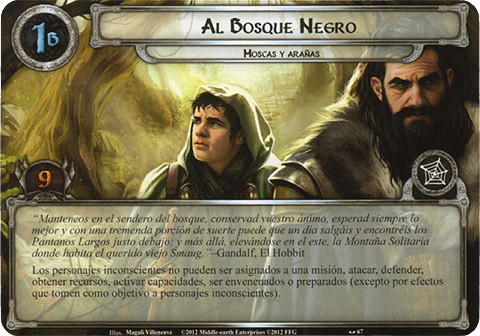 1B
AL BOSQUE NEGRO
MOSCAS Y ARAÑAS
9
"Manteneos en el sendero del bosque, conservad vuestro ánimo, esperad siempre lo
mejor y con una tremenda porción de suerte puede que un día salgáis y encontréis los
Pantanos Largos justo debajo; y más allá, elevándose en el este, la Montaña Solitaria
donde habita el querido viejo Smaug."–Gandalf, El Hobbit
Los personajes inconscientes no pueden ser asignados a una misión, atacar, defender,
obtener recursos, activar capacidades, ser envenenados o preparados (excepto por efectos
que tomen como objetivo a personajes inconscientes).
Illus. Magali Villeneuve ©2012 Middle-earth Enterprises ©2012 FFG 67